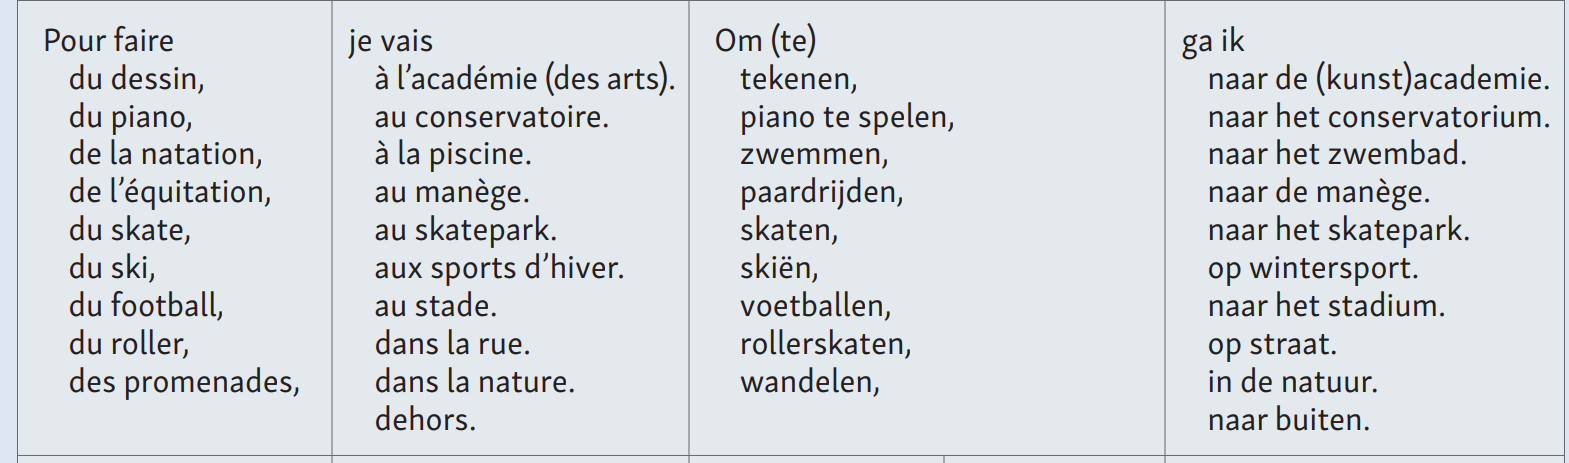 Pour faire
du dessin,
du piano,
de la natation,
de l'équitation,
du skate,
du ski,
du football,
du roller,
des promenades,
je vais
à l'académie (des arts).
au conservatoire.
à la piscine.
au manège.
au skatepark.
aux sports d'hiver.
au stade.
dans la rue.
dans la nature.
dehors.
Om (te)
tekenen,
piano te spelen,
zwemmen,
paardrijden,
skaten,
skiën,
voetballen,
rollerskaten,
wandelen,
ga ik
naar de (kunst)academie.
naar het conservatorium.
naar het zwembad.
naar de manège.
naar het skatepark.
op wintersport.
naar het stadium.
op straat.
in de natuur.
naar buiten.